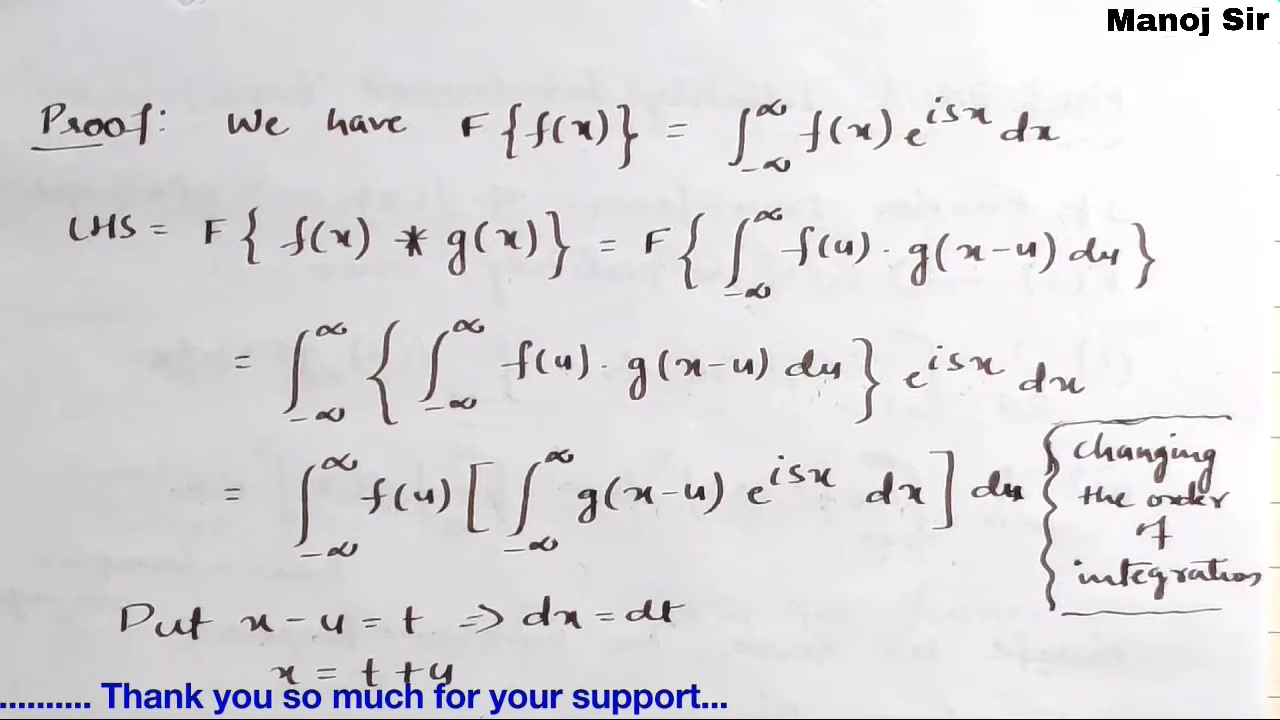 Manoj Sir
Proof: We have F{f(x)} = ∫_{-∞}^{∞} f(x) e^{isx} dx
LHS = F{ f(x) * g(x)} = F{ ∫_{-∞}^{∞} f(u) · g(x-u) du }
= ∫_{-∞}^{∞} { ∫_{-∞}^{∞} f(u) · g(x-u) du } e^{isx} dx
= ∫_{-∞}^{∞} f(u) [ ∫_{-∞}^{∞} g(x-u) e^{isx} dx ] du
changing
the order
of
integration
Put x - u = t ⇒ dx = dt
x = t + u
.......... Thank you so much for your support...